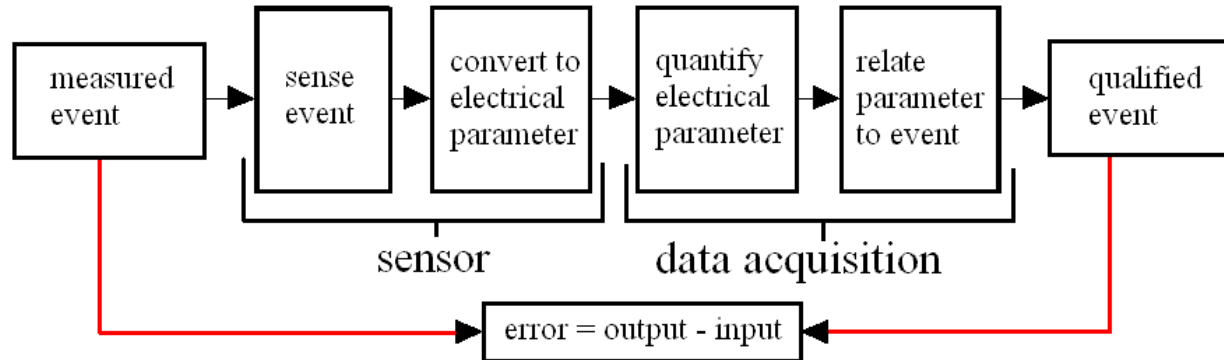 measured
event
sense
event
convert to
electrical
parameter
quantify
electrical
parameter
relate
parameter
to event
qualified
event
sensor
data acquisition
error = output - input